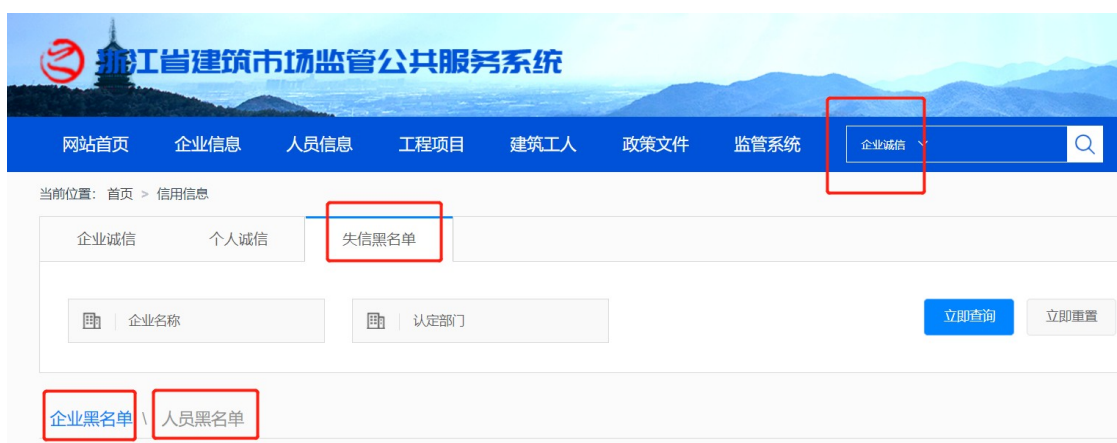 浙江省建筑市场监管公共服务系统
网站首页 企业信息 人员信息 工程项目 建筑工人 政策文件 监管系统 企业诚信
当前位置： 首页 > 信用信息
企业诚信 个人诚信 失信黑名单
企业名称 认定部门 立即查询 立即重置
企业黑名单 \ 人员黑名单